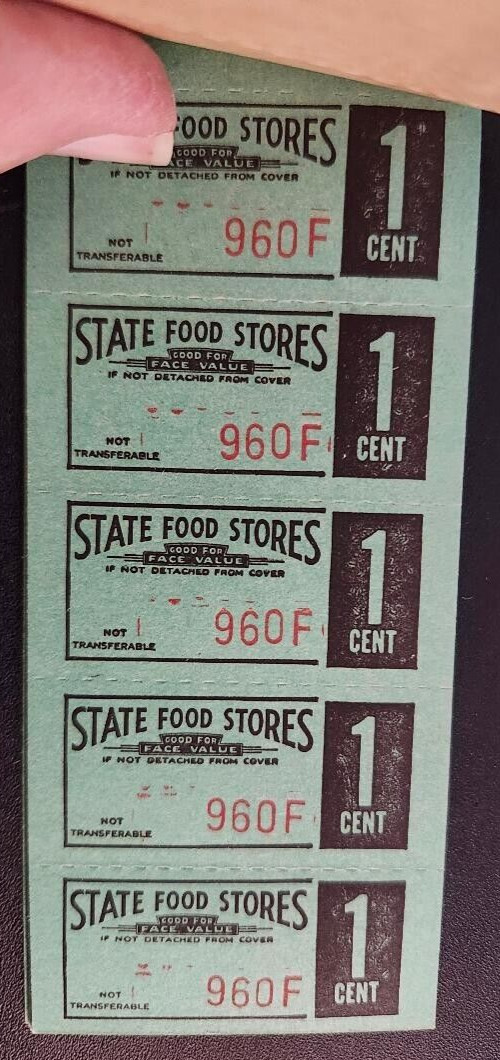 FOOD STORES
GOOD FOR
FACE VALUE
IF NOT DETACHED FROM COVER
NOT
TRANSFERABLE
960F
1
CENT
STATE FOOD STORES
GOOD FOR
FACE VALUE
IF NOT DETACHED FROM COVER
NOT
TRANSFERABLE
960F
1
CENT
STATE FOOD STORES
GOOD FOR
FACE VALUE
IF NOT DETACHED FROM COVER
NOT
TRANSFERABLE
960F
1
CENT
STATE FOOD STORES
GOOD FOR
FACE VALUE
IF NOT DETACHED FROM COVER
NOT
TRANSFERABLE
960F
1
CENT
STATE FOOD STORES
GOOD FOR
FACE VALUE
IF NOT DETACHED FROM COVER
NOT
TRANSFERABLE
960F
1
CENT